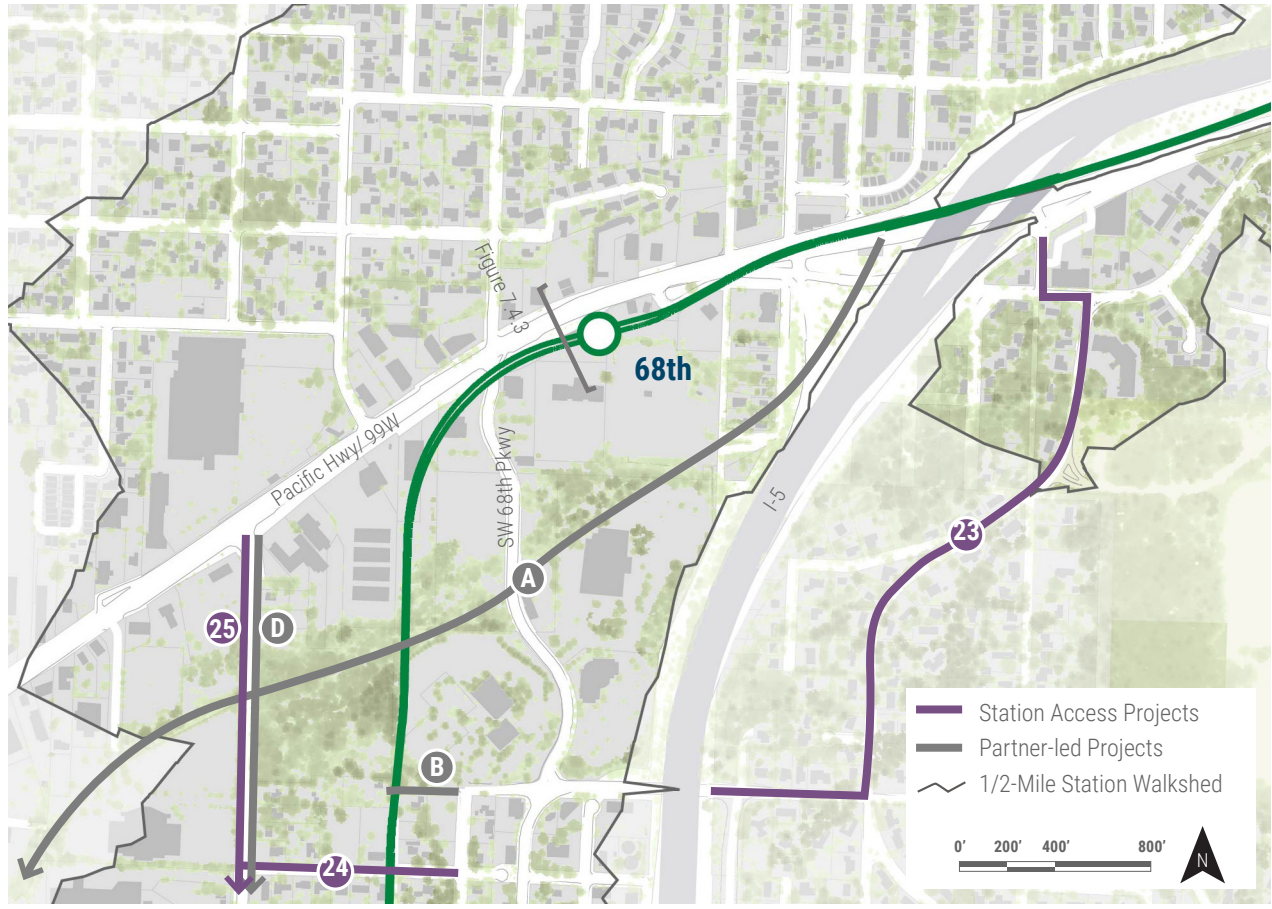 Figure 7.4.3
68th
Pacific Hwy/ 99W
SW 68th Pkwy
I-5
23
A
25
D
B
24
Station Access Projects
Partner-led Projects
1/2-Mile Station Walkshed
0' 200' 400' 800'
N